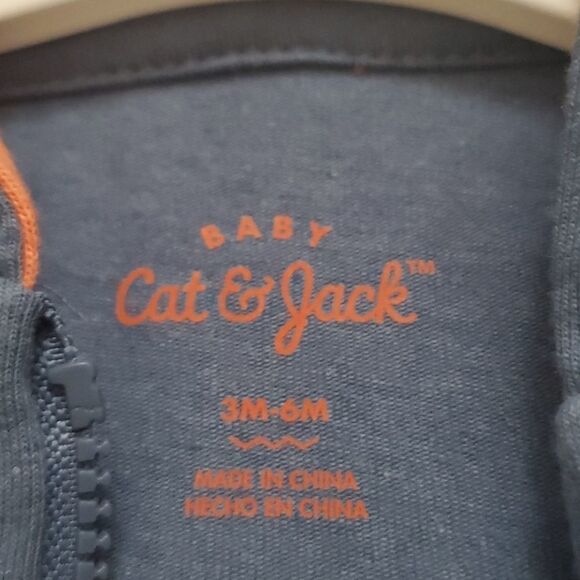 BABY
Cat & Jack™
3M-6M
MADE IN CHINA
HECHO EN CHINA